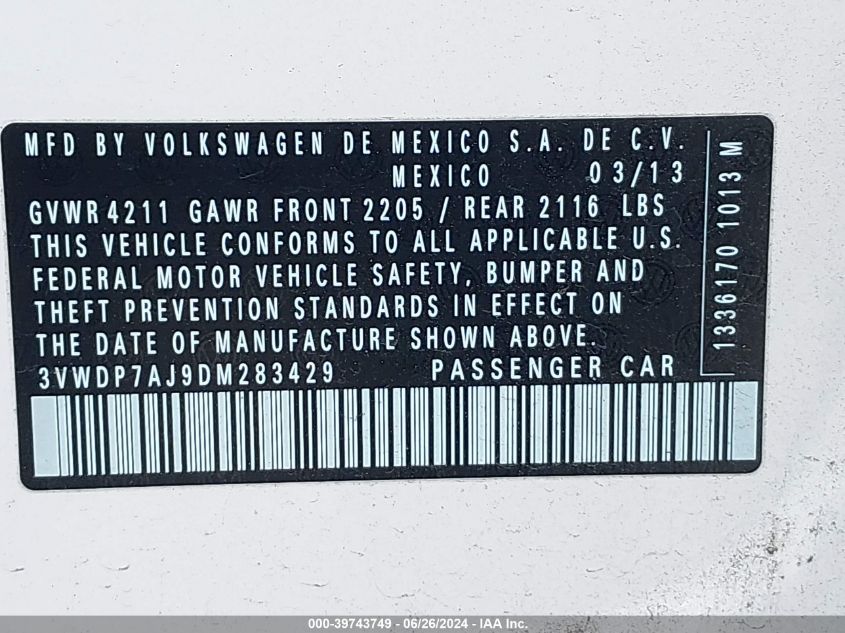 MFD BY VOLKSWAGEN DE MEXICO S.A. DE C.V.
MEXICO 03/13
GVWR 4211 GAWR FRONT 2205 / REAR 2116 LBS
THIS VEHICLE CONFORMS TO ALL APPLICABLE U.S.
FEDERAL MOTOR VEHICLE SAFETY, BUMPER AND
THEFT PREVENTION STANDARDS IN EFFECT ON
THE DATE OF MANUFACTURE SHOWN ABOVE.
3VWDP7AJ9DM283429 PASSENGER CAR
1336170 1013 M
000-39743749 - 06/26/2024 - IAA Inc.